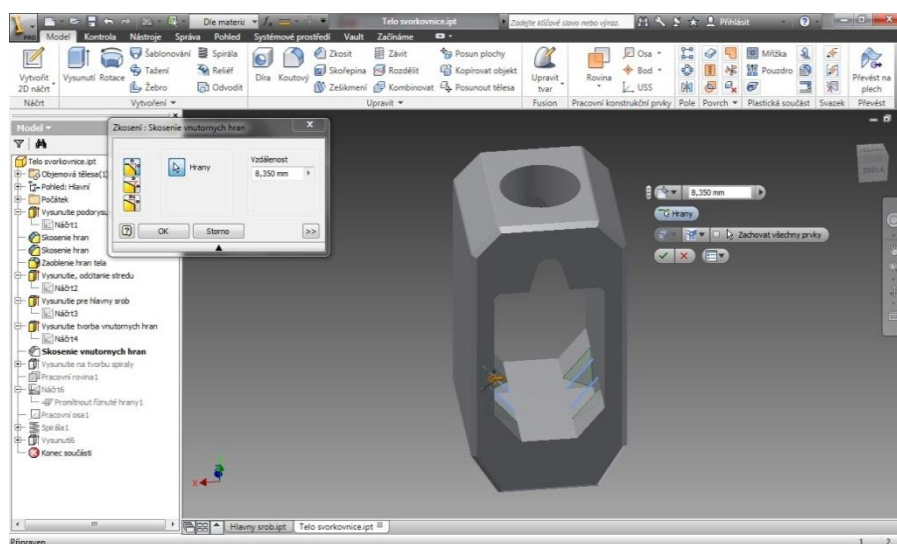 PRO
Dle materiá
Telo svorkovnice.ipt
Zadejte klíčové slovo nebo výraz.
Přihlásit
Model Kontrola Nástroje Správa Pohled Systémové prostředí Vault Začínáme
Vytvořit 2D náčrt
Vysunutí
Rotace
Šablonování
Tažení
Žebro
Spirála
Reliéf
Odvodit
Díra
Koutový
Zkosit
Skořepina
Zešikmení
Závit
Rozdělit
Kombinovat
Posun plochy
Kopírovat objekt
Posunout tělesa
Upravit tvar
Rovina
Osa
Bod
USS
Mřížka
Pouzdro
Převést na plech
Náčrt
Vytvoření
Upravit
Fusion
Pracovní konstrukční prvky
Pole
Povrch
Plastická součást
Svazek
Převést
Model
Telo svorkovnice.ipt
Objemová tělesa(1)
Pohled: Hlavní
Počátek
Vysunutie podorysu
Náčrt1
Skosenie hran
Skosenie hran
Zaoblenie hran tela
Vysunutie, odcitanie stredu
Náčrt2
Vysunutie pre hlavny srob
Náčrt3
Vysunutie tvorba vnutornych hran
Náčrt4
Skosenie vnutornych hran
Vysunutie na tvorbu spiraly
Pracovní rovina1
Náčrt6
Promítnout říznuté hrany1
Pracovní osa1
Spirála1
Vysunutí6
Konec součásti
Zkosení : Skosenie vnutornych hran
Hrany
Vzdálenost
8,350 mm
OK
Storno
>>
8,350 mm
Hrany
Zachovat všechny prvky
X
Hlavny srob.ipt
Telo svorkovnice.ipt
Připraven
1 2